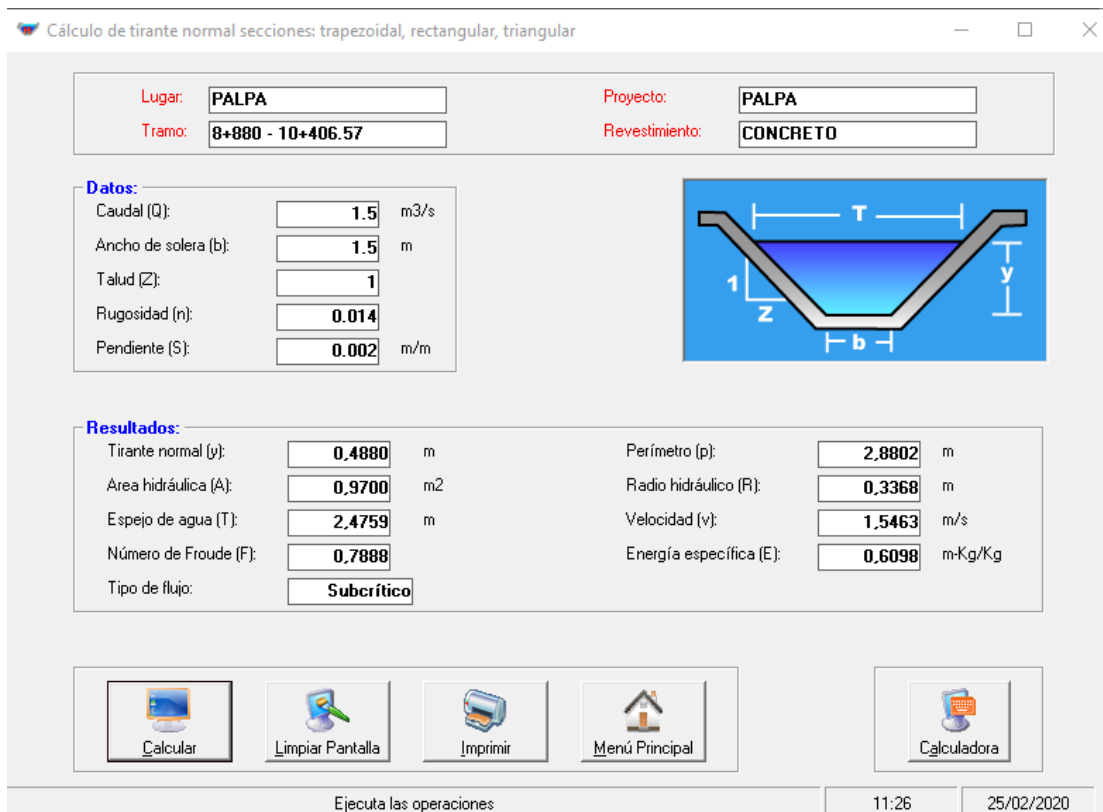 Cálculo de tirante normal secciones: trapezoidal, rectangular, triangular
Lugar: PALPA Proyecto: PALPA
Tramo: 8+880 - 10+406.57 Revestimiento: CONCRETO
Datos:
Caudal (Q): 1.5 m3/s
Ancho de solera (b): 1.5 m
Talud (Z): 1
Rugosidad (n): 0.014
Pendiente (S): 0.002 m/m
T
y
1
Z
b
Resultados:
Tirante normal (y): 0,4880 m Perímetro (p): 2,8802 m
Area hidráulica (A): 0,9700 m2 Radio hidráulico (R): 0,3368 m
Espejo de agua (T): 2,4759 m Velocidad (v): 1,5463 m/s
Número de Froude (F): 0,7888 Energía específica (E): 0,6098 m-Kg/Kg
Tipo de flujo: Subcrítico
Calcular Limpiar Pantalla Imprimir Menú Principal Calculadora
Ejecuta las operaciones 11:26 25/02/2020